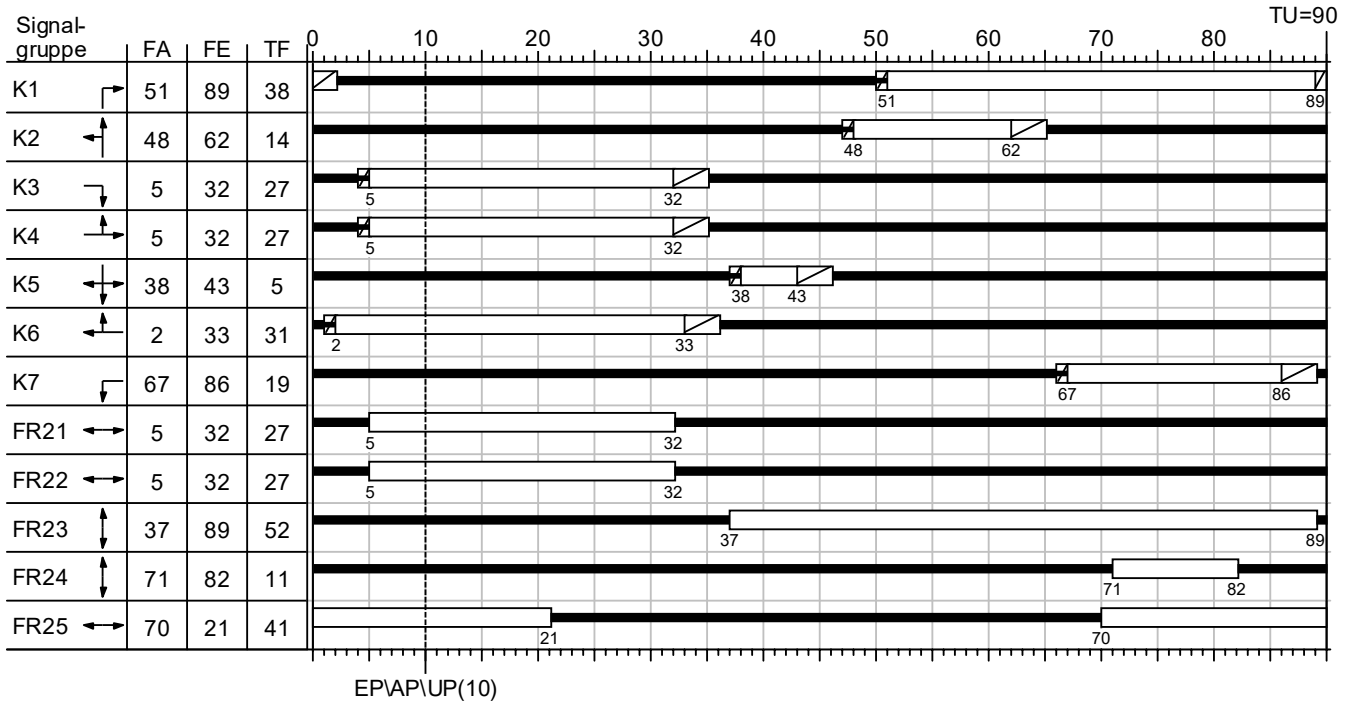 TU=90
Signal-
gruppe FA FE TF 0 10 20 30 40 50 60 70 80
K1 51 89 38 51 89
K2 48 62 14 48 62
K3 5 32 27 5 32
K4 5 32 27 5 32
K5 38 43 5 38 43
K6 2 33 31 2 33
K7 67 86 19 67 86
FR21 5 32 27 5 32
FR22 5 32 27 5 32
FR23 37 89 52 37 89
FR24 71 82 11 71 82
FR25 70 21 41 21 70
EP\AP\UP(10)